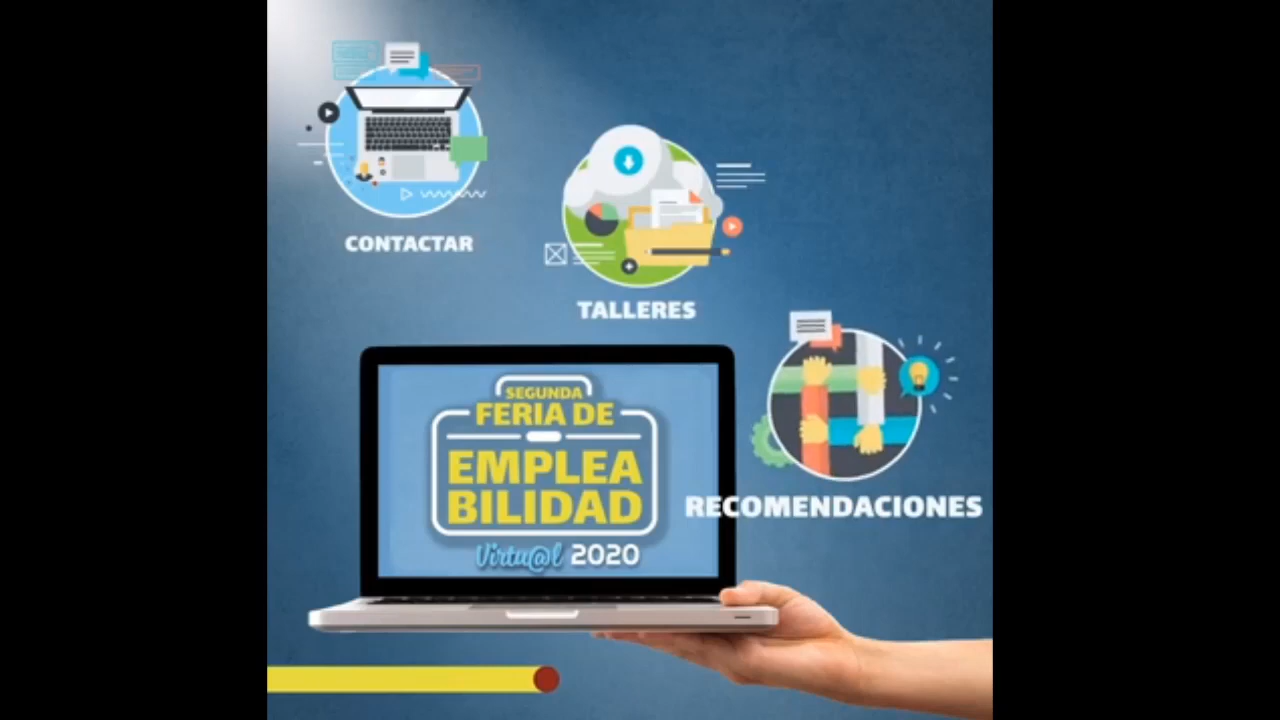 CONTACTAR
TALLERES
SEGUNDA
FERIA DE
EMPLEA
BILIDAD
Virtu@l 2020
RECOMENDACIONES